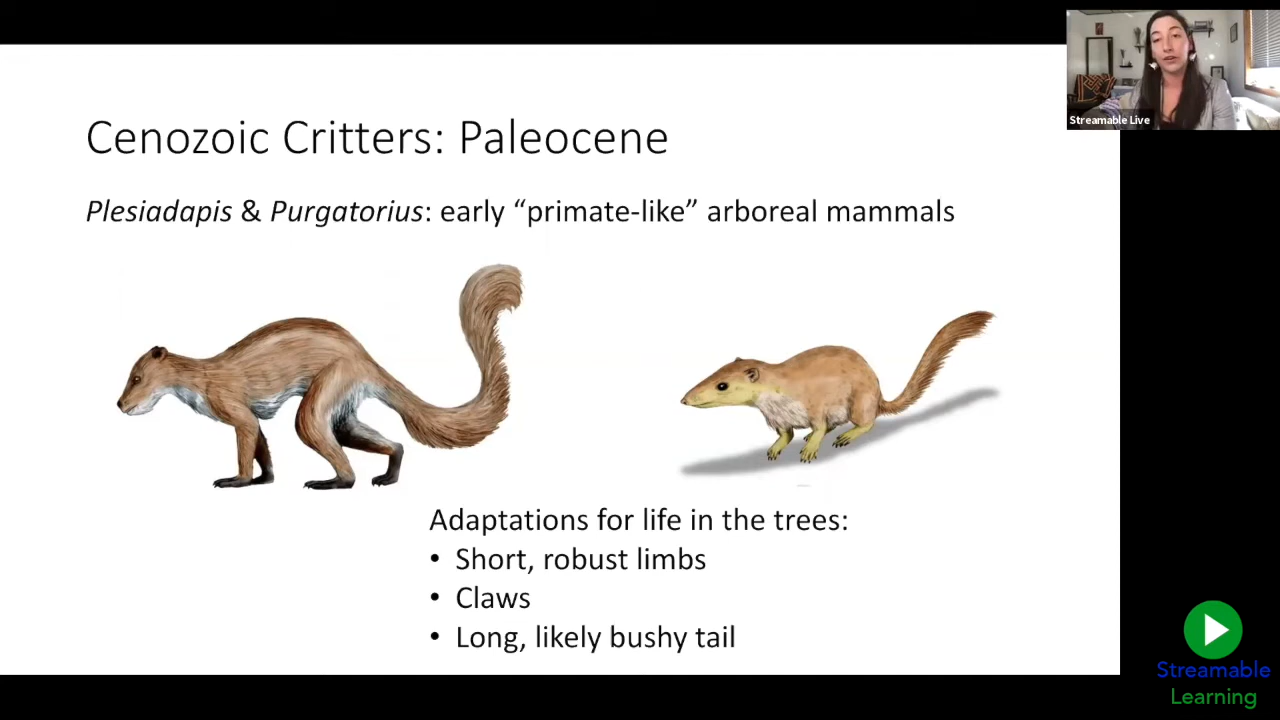 Streamable Live
Cenozoic Critters: Paleocene
Plesiadapis & Purgatorius: early “primate-like” arboreal mammals
Adaptations for life in the trees:
• Short, robust limbs
• Claws
• Long, likely bushy tail
Streamable
Learning